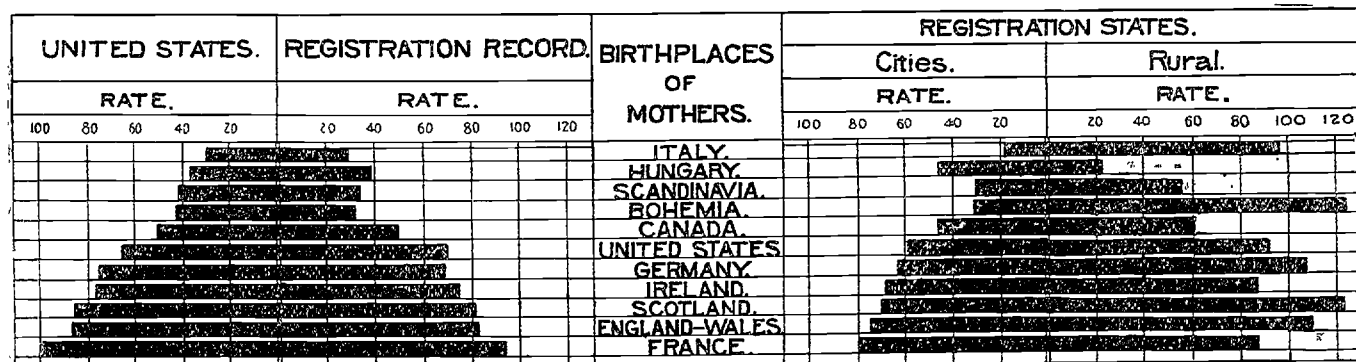 UNITED STATES. REGISTRATION RECORD.
RATE. RATE.
100 80 60 40 20 20 40 60 80 100 120
BIRTHPLACES
OF
MOTHERS.
REGISTRATION STATES.
Cities. Rural.
RATE. RATE.
100 80 60 40 20 20 40 60 80 100 120
ITALY.
HUNGARY.
SCANDINAVIA.
BOHEMIA.
CANADA.
UNITED STATES
GERMANY.
IRELAND.
SCOTLAND.
ENGLAND-WALES
FRANCE.